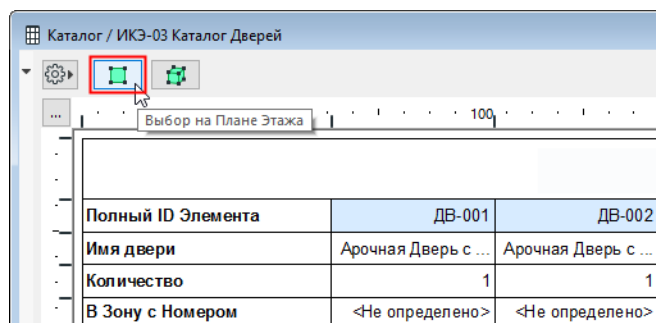 Каталог / ИКЭ-03 Каталог Дверей
...
100
Выбор на Плане Этажа
Полный ID Элемента ДВ-001 ДВ-002
Имя двери Арочная Дверь с ... Арочная Дверь с ...
Количество 1 1
В Зону с Номером <Не определено> <Не определено>